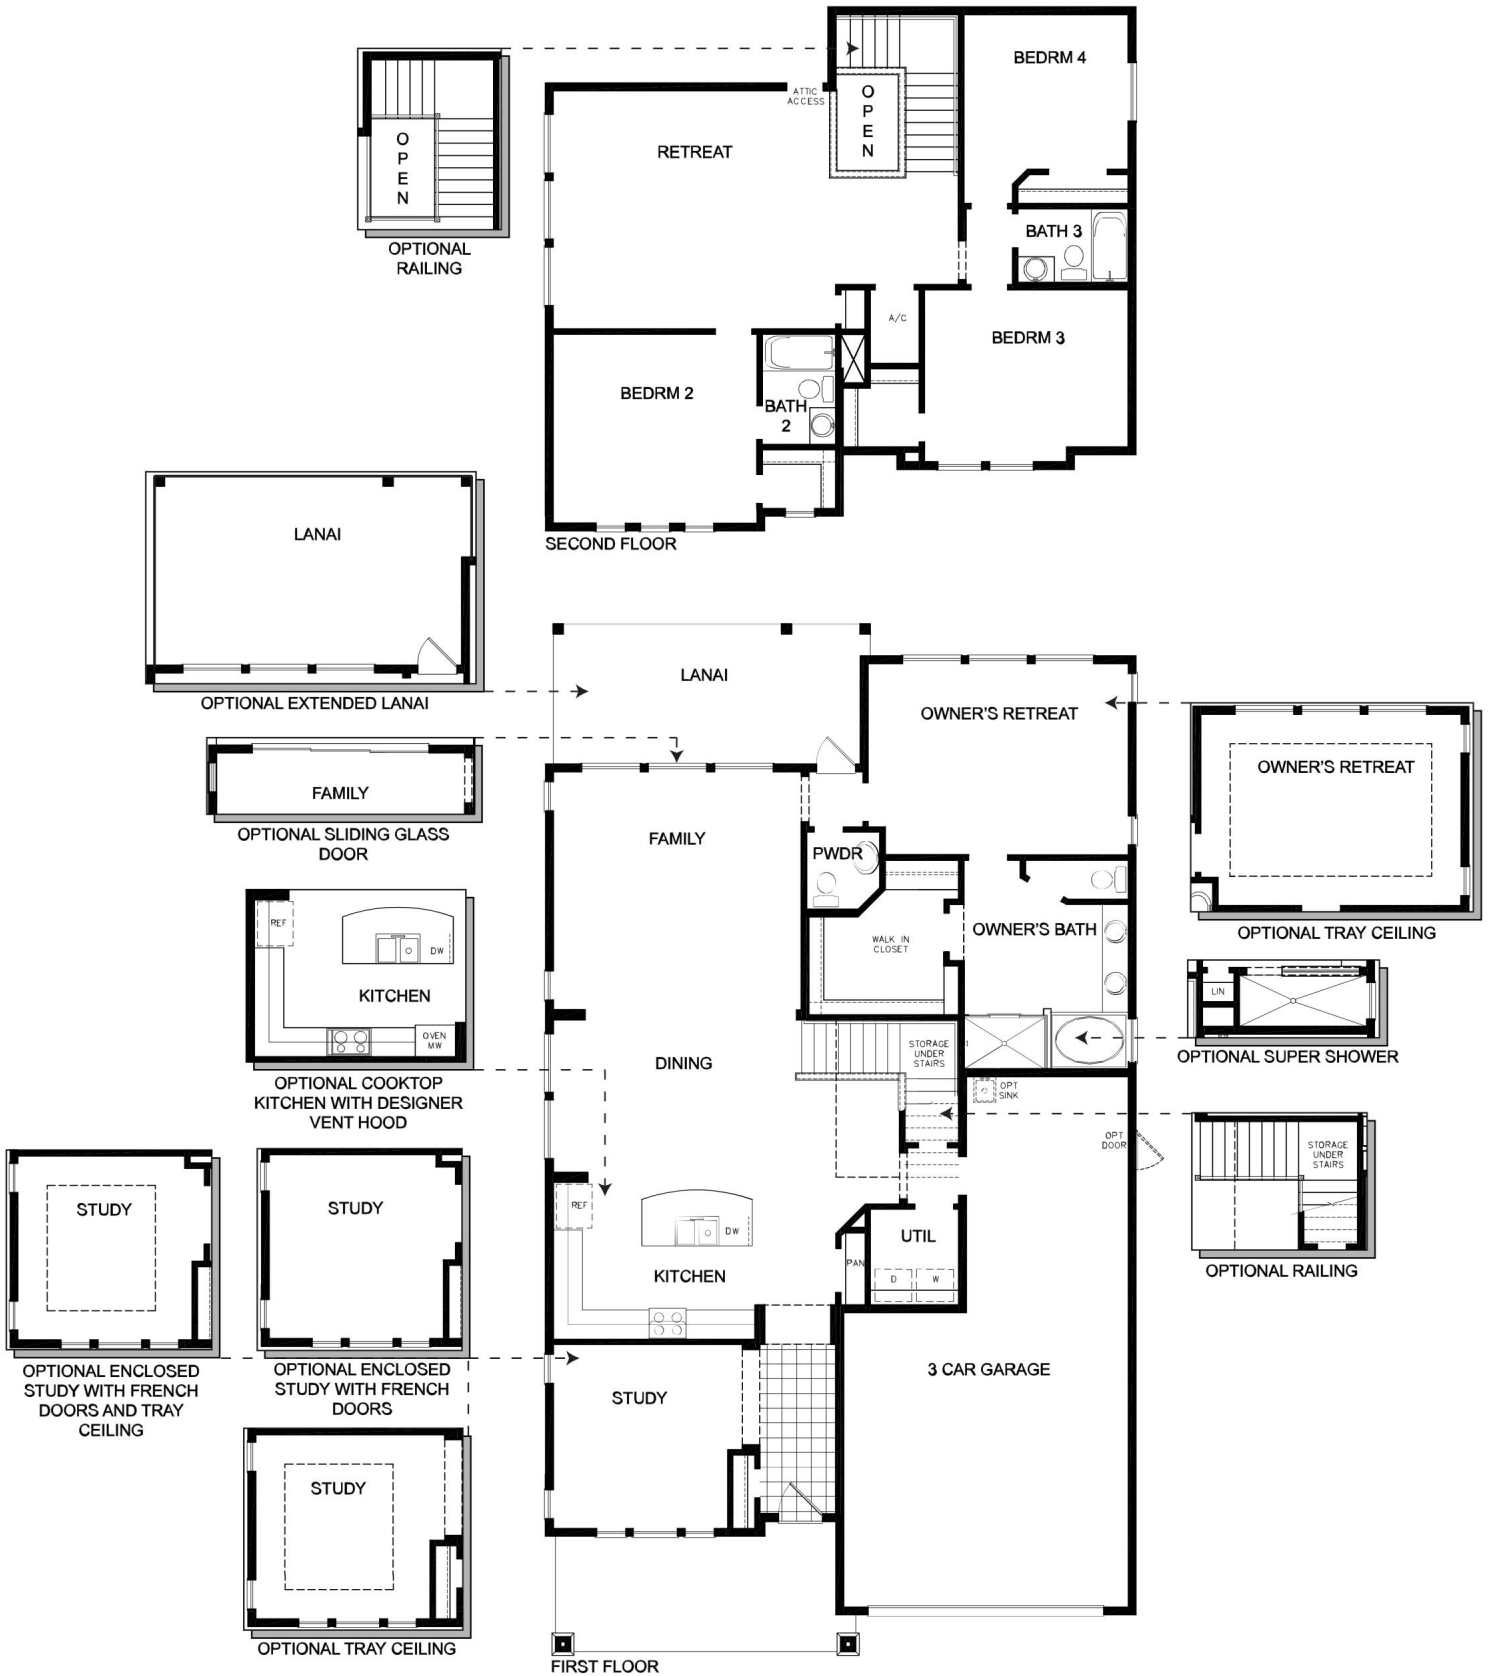 BEDRM 4
ATTIC
ACCESS
O
P
E
N
RETREAT
O
P
E
N
BATH 3
OPTIONAL
RAILING
A/C
BEDRM 3
BEDRM 2
BATH
2
SECOND FLOOR
LANAI
OPTIONAL EXTENDED LANAI
LANAI
OWNER'S RETREAT
OWNER'S RETREAT
OPTIONAL TRAY CEILING
FAMILY
OPTIONAL SLIDING GLASS
DOOR
FAMILY
PWDR
REF
DW
KITCHEN
OVEN
MW
OPTIONAL COOKTOP
KITCHEN WITH DESIGNER
VENT HOOD
WALK IN
CLOSET
OWNER'S BATH
LIN
OPTIONAL SUPER SHOWER
DINING
STORAGE
UNDER
STAIRS
OPT
SINK
OPT
DOOR
STORAGE
UNDER
STAIRS
OPTIONAL RAILING
STUDY
OPTIONAL ENCLOSED
STUDY WITH FRENCH
DOORS AND TRAY
CEILING
STUDY
OPTIONAL ENCLOSED
STUDY WITH FRENCH
DOORS
REF
DW
KITCHEN
PAN
UTIL
D
W
STUDY
3 CAR GARAGE
STUDY
OPTIONAL TRAY CEILING
FIRST FLOOR